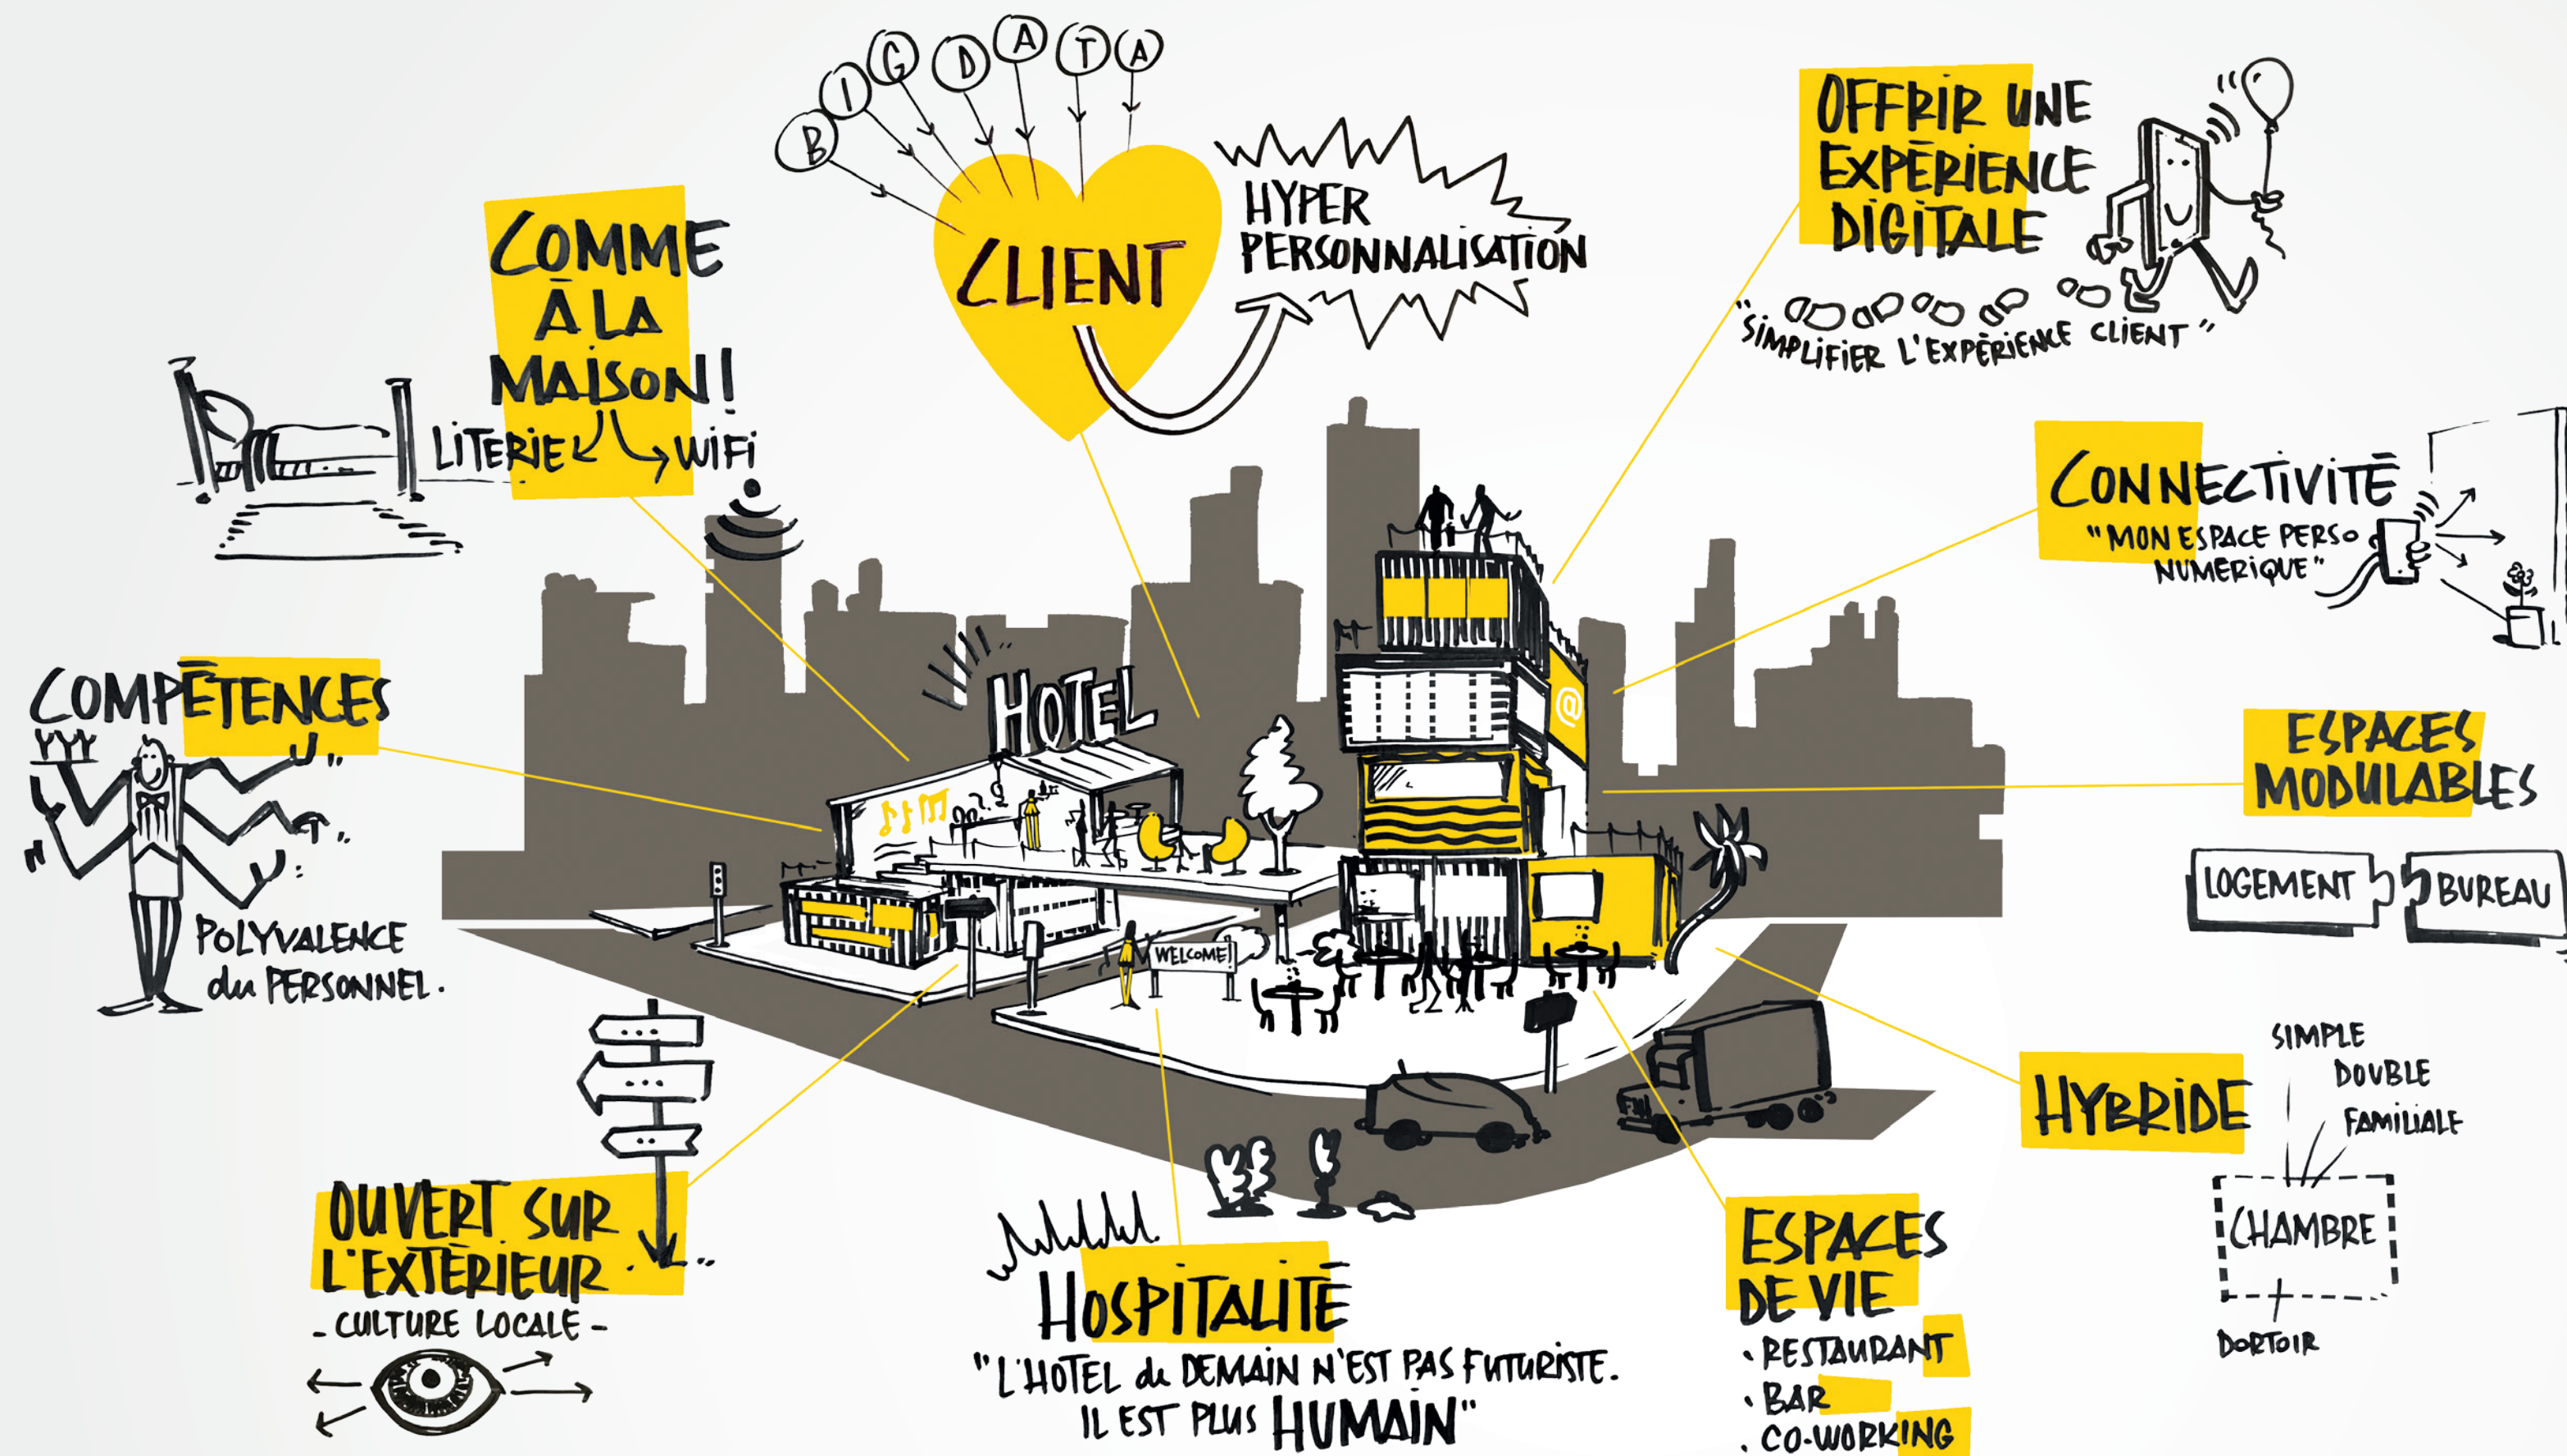 BIG DATA
CLIENT
HYPER
PERSONNALISATION
OFFRIR UNE
EXPÉRIENCE
DIGITALE
"SIMPLIFIER L'EXPÉRIENCE CLIENT"
COMME
À LA
MAISON!
LITERIE
WIFI
CONNECTIVITÉ
"MON ESPACE PERSO
NUMERIQUE"
COMPÉTENCES
POLYVALENCE
du PERSONNEL.
HOTEL
@
WELCOME!
ESPACES
MODULABLES
LOGEMENT
BUREAU
HYBRIDE
SIMPLE
DOUBLE
FAMILIALE
CHAMBRE
DORTOIR
OUVERT SUR
L'EXTÉRIEUR
- CULTURE LOCALE -
HOSPITALITÉ
"L'HOTEL de DEMAIN N'EST PAS FUTURISTE.
IL EST PLUS HUMAIN"
ESPACES
DE VIE
• RESTAURANT
• BAR
• CO-WORKING